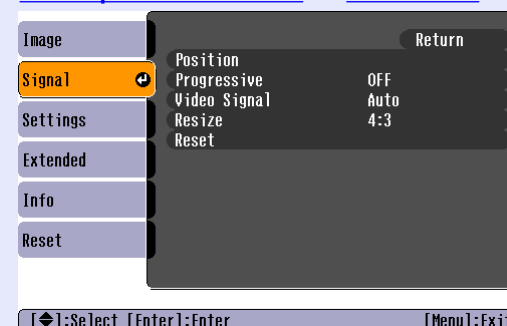 Image
Signal
Settings
Extended
Info
Reset
Return
Position
Progressive OFF
Video Signal Auto
Resize 4:3
Reset
[ ]:Select [Enter]:Enter [Menu]:Exit